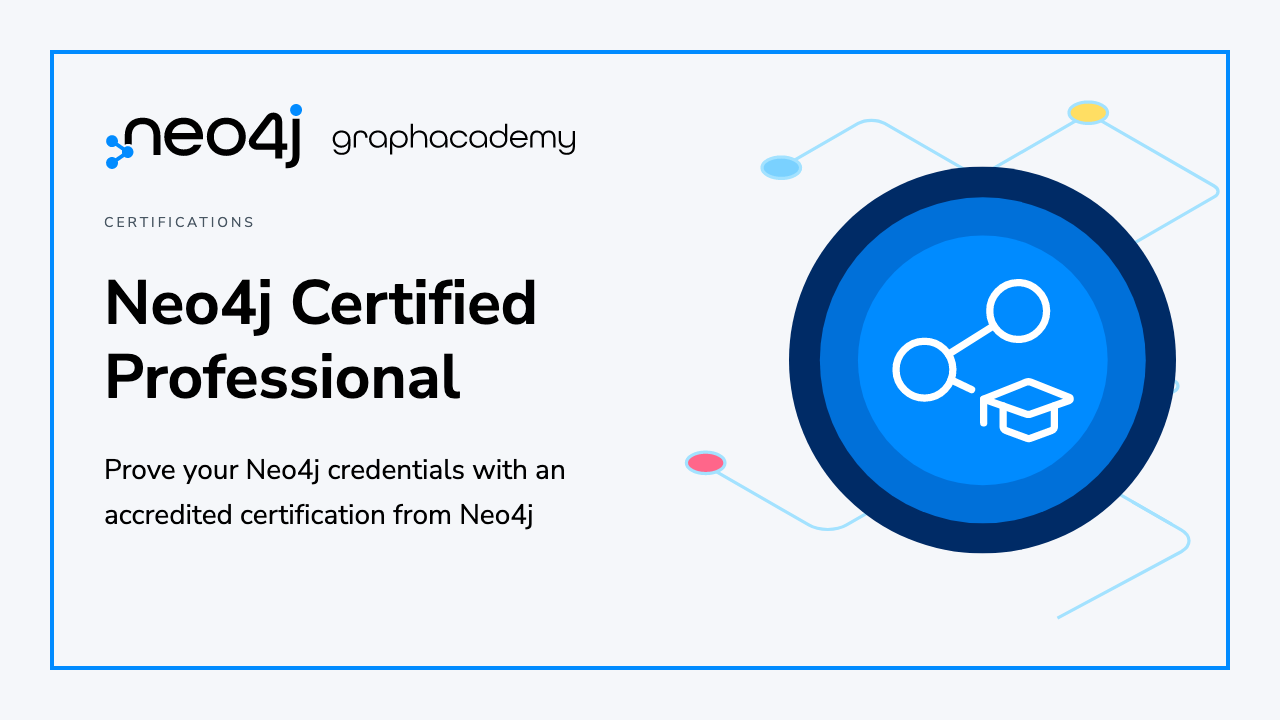 neo4j graphacademy
CERTIFICATIONS
Neo4j Certified
Professional
Prove your Neo4j credentials with an
accredited certification from Neo4j